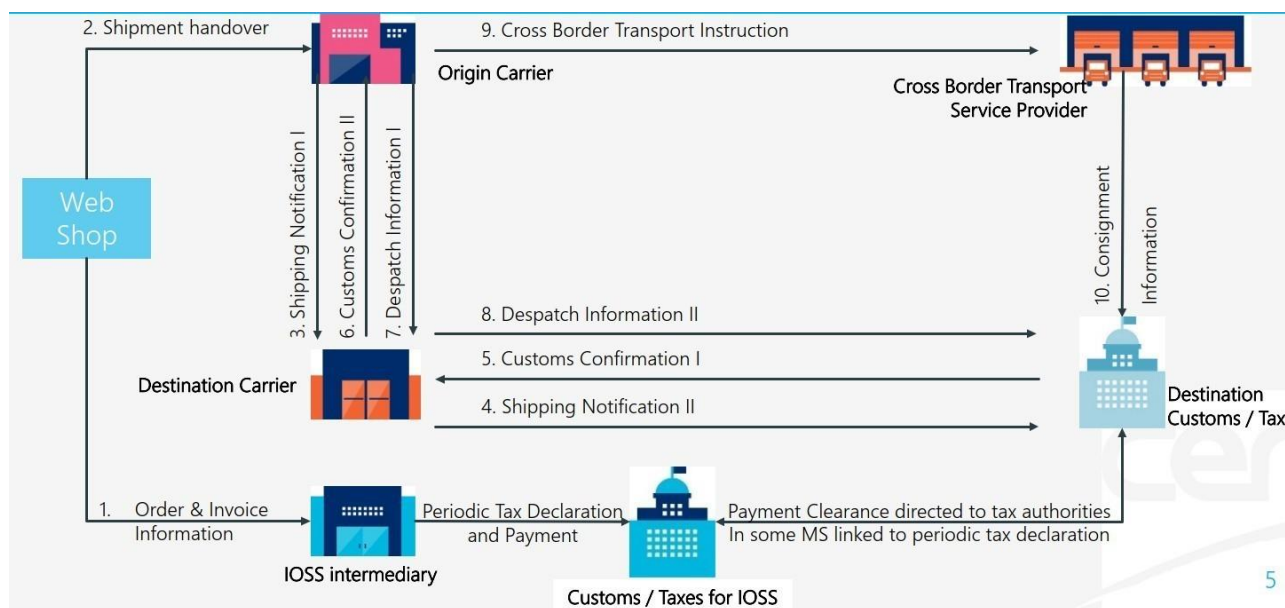 2. Shipment handover
9. Cross Border Transport Instruction
Origin Carrier
Cross Border Transport
Service Provider
Web
Shop
3. Shipping Notification I
6. Customs Confirmation II
7. Despatch Information I
10. Consignment
Information
8. Despatch Information II
5. Customs Confirmation I
4. Shipping Notification II
Destination Carrier
Destination
Customs / Tax
1. Order & Invoice
Information
IOSS intermediary
Periodic Tax Declaration
and Payment
Customs / Taxes for IOSS
Payment Clearance directed to tax authorities
In some MS linked to periodic tax declaration
cer
5